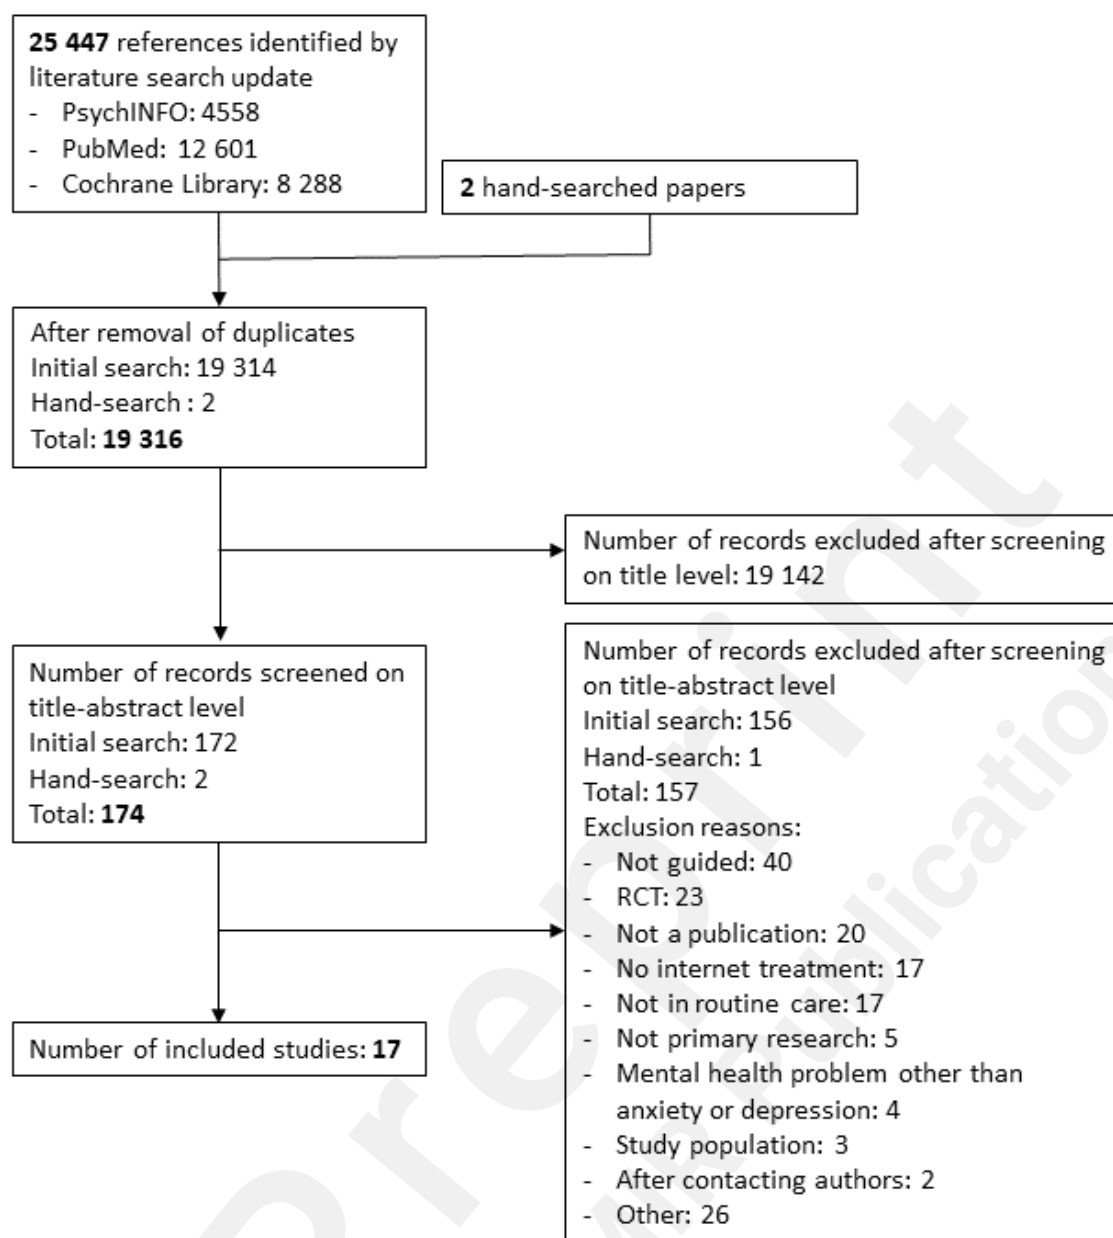 25 447 references identified by
literature search update
- PsychINFO: 4558
- PubMed: 12 601
- Cochrane Library: 8 288
2 hand-searched papers
After removal of duplicates
Initial search: 19 314
Hand-search : 2
Total: 19 316
Number of records excluded after screening
on title level: 19 142
Number of records screened on
title-abstract level
Initial search: 172
Hand-search: 2
Total: 174
Number of records excluded after screening
on title-abstract level
Initial search: 156
Hand-search: 1
Total: 157
Exclusion reasons:
- Not guided: 40
- RCT: 23
- Not a publication: 20
- No internet treatment: 17
- Not in routine care: 17
- Not primary research: 5
- Mental health problem other than
anxiety or depression: 4
- Study population: 3
- After contacting authors: 2
- Other: 26
Number of included studies: 17
Preprint
JMIR Publications